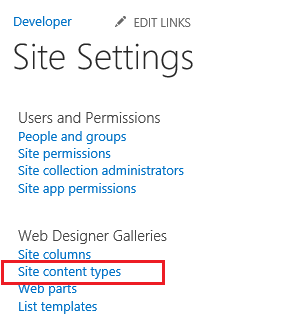 Developer EDIT LINKS
Site Settings
Users and Permissions
People and groups
Site permissions
Site collection administrators
Site app permissions
Web Designer Galleries
Site columns
Site content types
Web parts
List templates